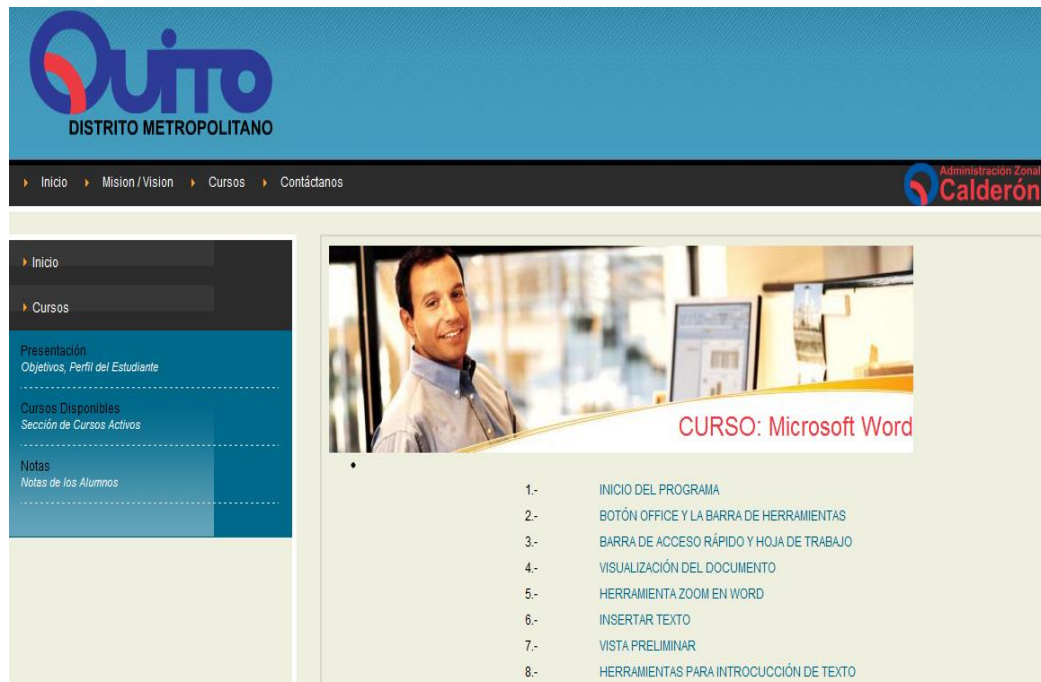 QUITO
DISTRITO METROPOLITANO
Inicio Mision / Vision Cursos Contáctanos
Administración Zonal
Calderón
Inicio
Cursos
Presentación
Objetivos, Perfil del Estudiante
Cursos Disponibles
Sección de Cursos Activos
Notas
Notas de los Alumnos
CURSO: Microsoft Word
1.- INICIO DEL PROGRAMA
2.- BOTÓN OFFICE Y LA BARRA DE HERRAMIENTAS
3.- BARRA DE ACCESO RÁPIDO Y HOJA DE TRABAJO
4.- VISUALIZACIÓN DEL DOCUMENTO
5.- HERRAMIENTA ZOOM EN WORD
6.- INSERTAR TEXTO
7.- VISTA PRELIMINAR
8.- HERRAMIENTAS PARA INTROCUCCIÓN DE TEXTO